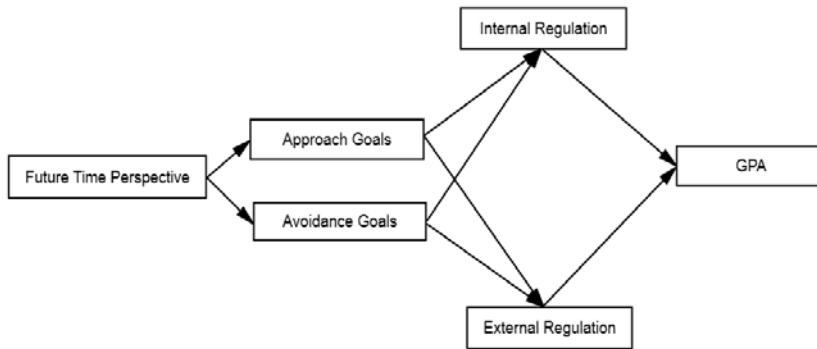 Internal Regulation
Approach Goals
Future Time Perspective
GPA
Avoidance Goals
External Regulation